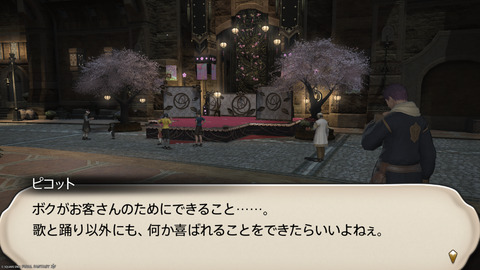 ピコット
ボクがお客さんのためにできること……。
歌と踊り以外にも、何か喜ばれることをできたらいいよねぇ。